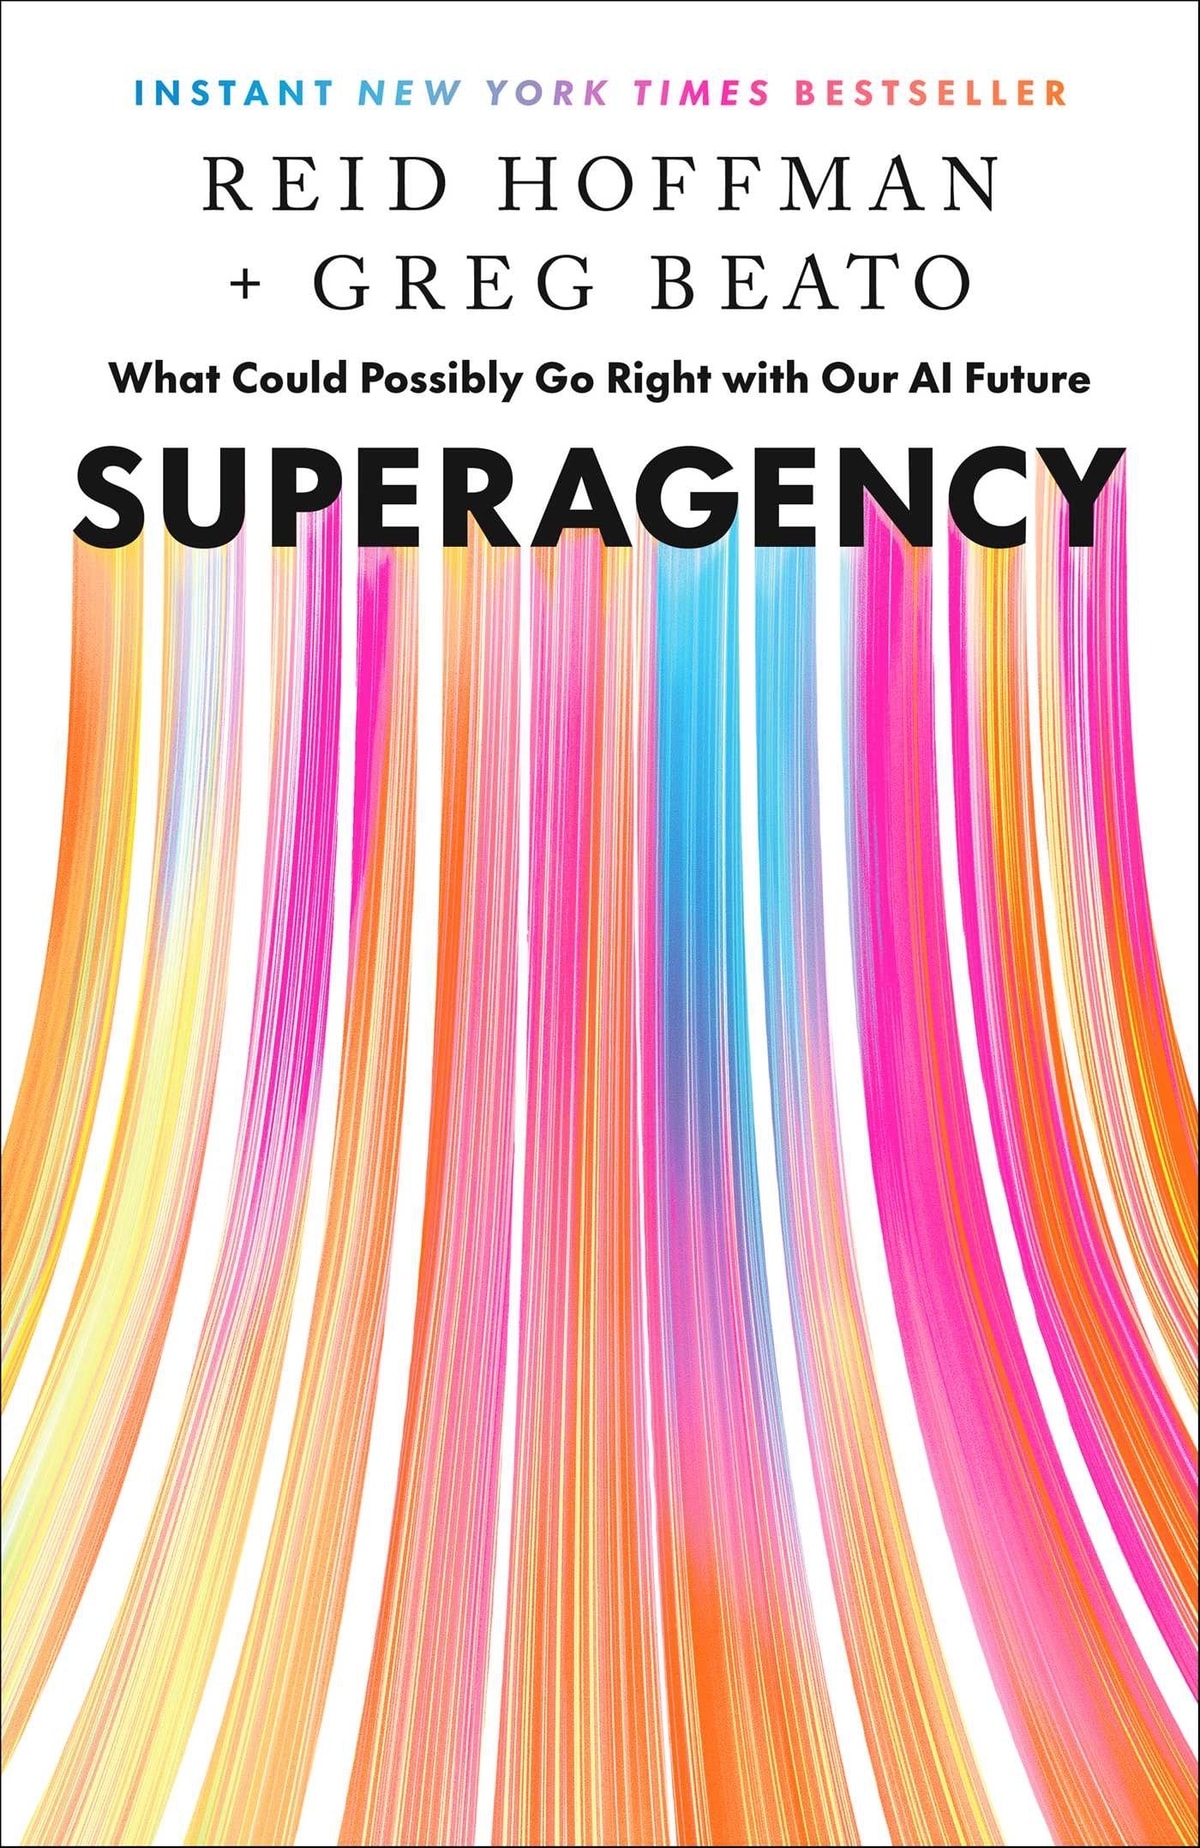 INSTANT NEW YORK TIMES BESTSELLER
REID HOFFMAN
+ GREG BEATO
What Could Possibly Go Right with Our AI Future
SUPERAGENCY